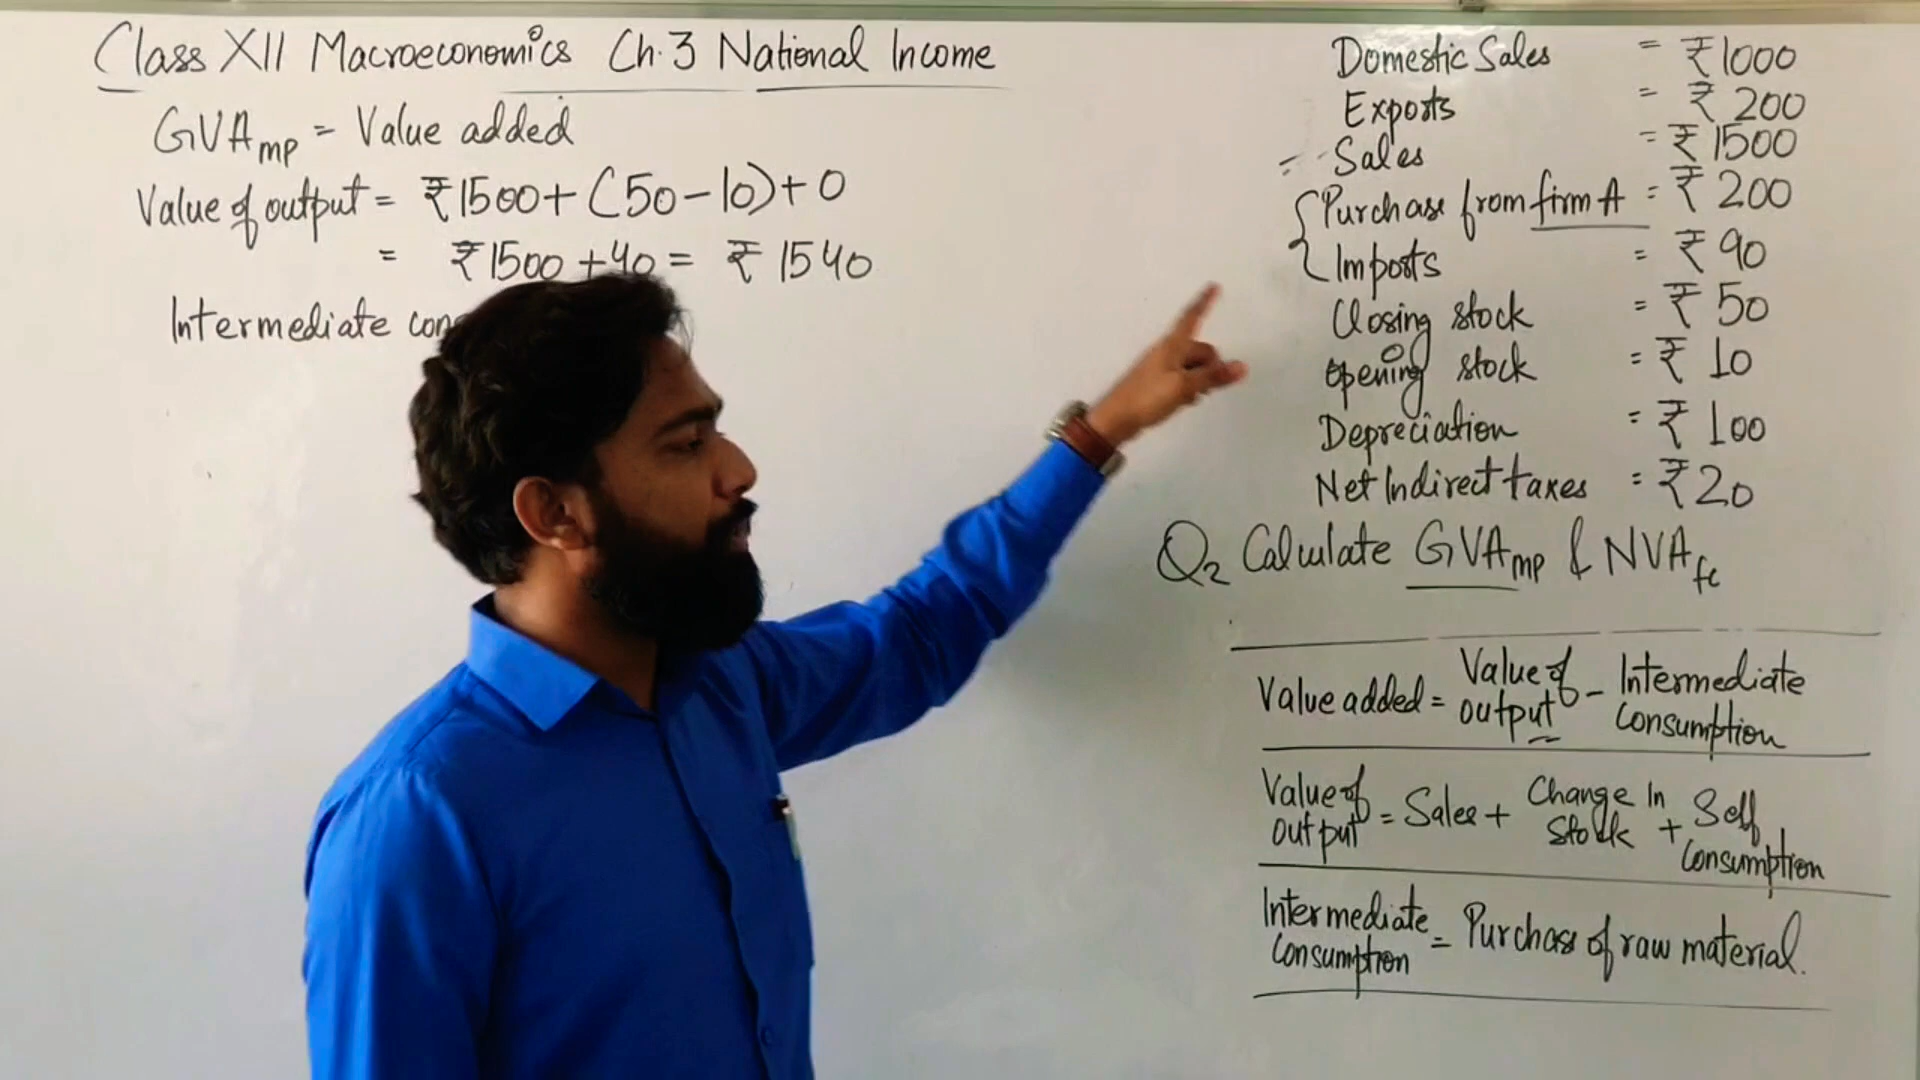 Class XII Macroeconomics Ch.3 National Income
GVAmp = Value added
Value of output = ₹1500+(50-10)+0
= ₹1500+40 = ₹1540
Intermediate con
Domestic Sales = ₹1000
Exports = ₹200
Sales = ₹1500
Purchase from firm A = ₹200
Imports = ₹90
Closing stock = ₹50
Opening stock = ₹10
Depreciation = ₹100
Net Indirect taxes = ₹20
Q2 Calculate GVAmp & NVAfc
Value added = Value of output - Intermediate Consumption
Value of output = Sales + Change In Stock + Self Consumption
Intermediate Consumption = Purchase of raw material.